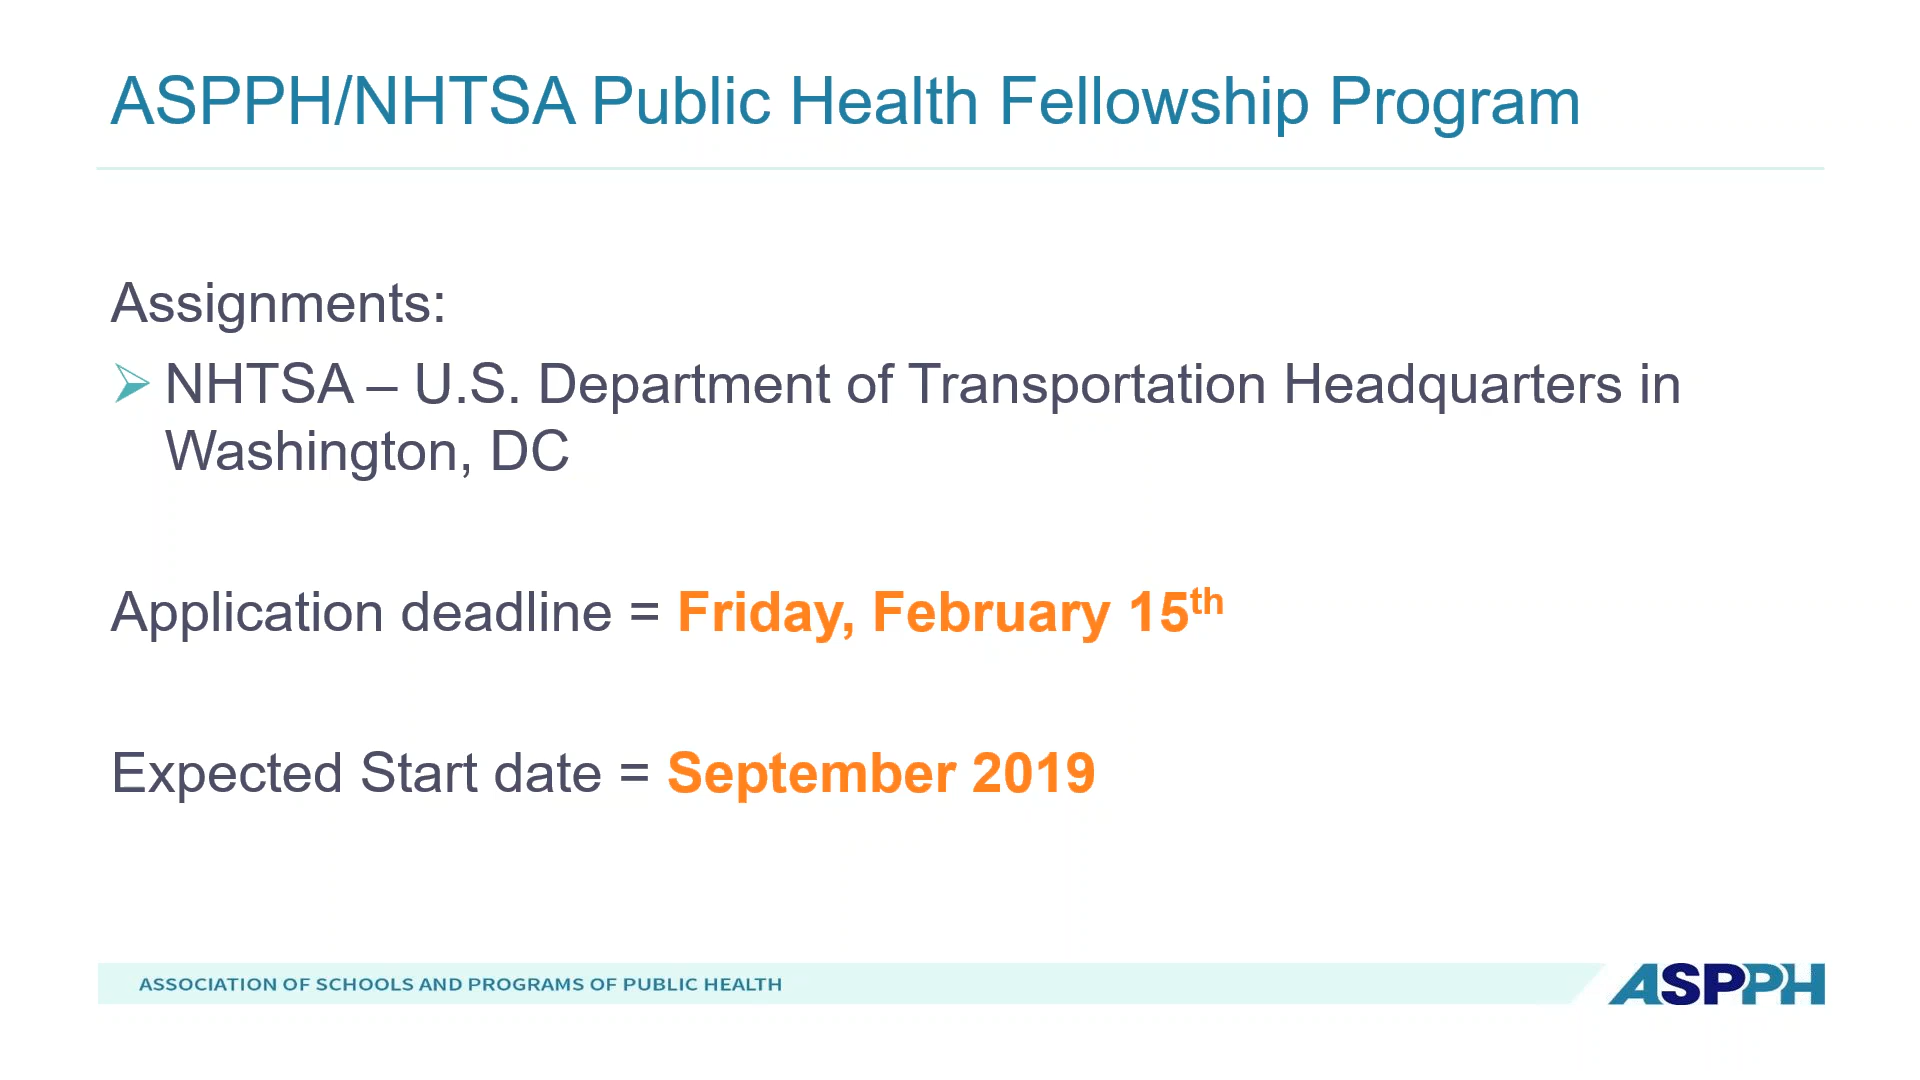 ASPPH/NHTSA Public Health Fellowship Program
Assignments:
➢ NHTSA – U.S. Department of Transportation Headquarters in
Washington, DC
Application deadline = Friday, February 15th
Expected Start date = September 2019
ASSOCIATION OF SCHOOLS AND PROGRAMS OF PUBLIC HEALTH
ASPPH